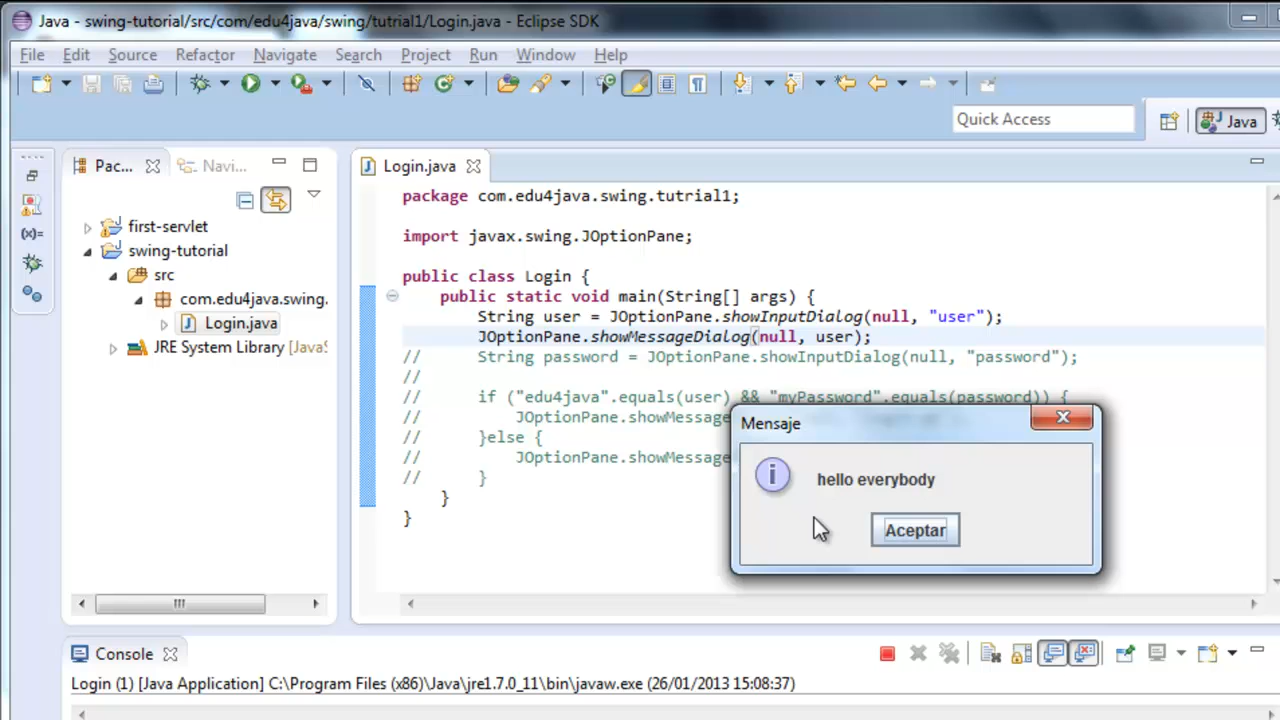 Java - swing-tutorial/src/com/edu4java/swing/tutrial1/Login.java - Eclipse SDK
File Edit Source Refactor Navigate Search Project Run Window Help
Quick Access
Java
Pac...
Navi...
Login.java
first-servlet
swing-tutorial
src
com.edu4java.swing.
Login.java
JRE System Library [JavaS
package com.edu4java.swing.tutrial1;
import javax.swing.JOptionPane;
public class Login {
public static void main(String[] args) {
String user = JOptionPane.showInputDialog(null, "user");
JOptionPane.showMessageDialog(null, user);
// String password = JOptionPane.showInputDialog(null, "password");
//
// if ("edu4java".equals(user) && "myPassword".equals(password)) {
// JOptionPane.showMessage
// }else {
// JOptionPane.showMessage
// }
}
}
Mensaje
hello everybody
Aceptar
Console
Login (1) [Java Application] C:\Program Files (x86)\Java\jre1.7.0_11\bin\javaw.exe (26/01/2013 15:08:37)